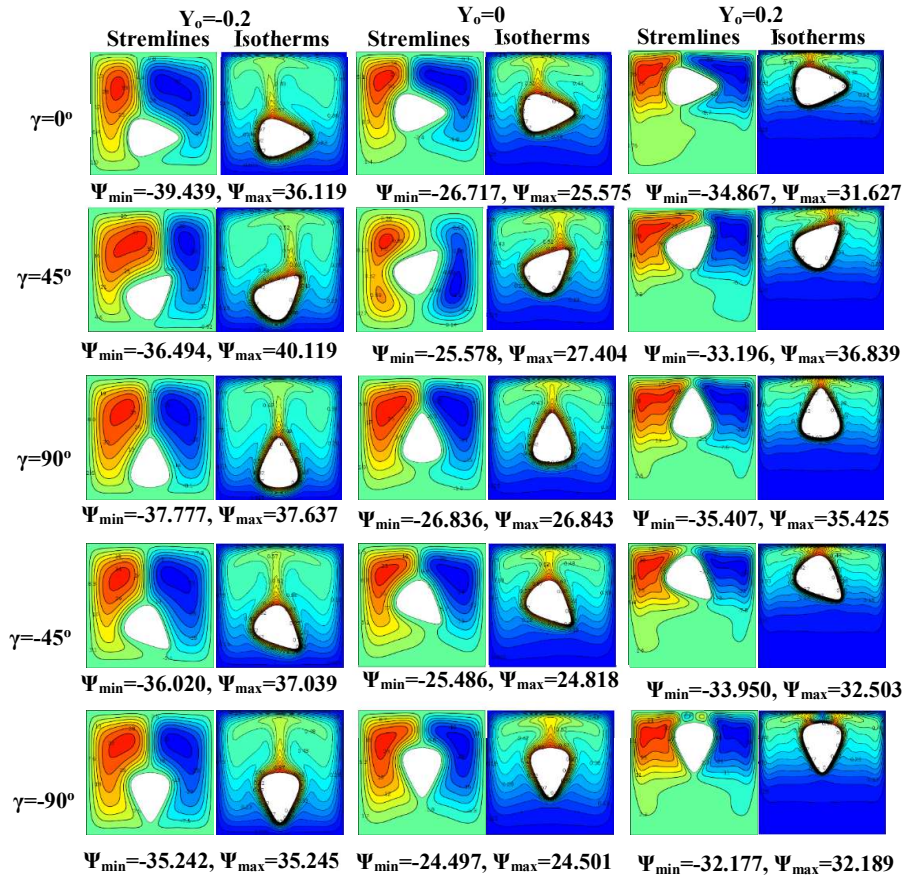 Yₒ=-0.2 Yₒ=0 Yₒ=0.2
Stremlines Isotherms Streamlines Isotherms Streamlines Isotherms
γ=0º
Ψmin=-39.439, Ψmax=36.119 Ψmin=-26.717, Ψmax=25.575 Ψmin=-34.867, Ψmax=31.627
γ=45º
Ψmin=-36.494, Ψmax=40.119 Ψmin=-25.578, Ψmax=27.404 Ψmin=-33.196, Ψmax=36.839
γ=90º
Ψmin=-37.777, Ψmax=37.637 Ψmin=-26.836, Ψmax=26.843 Ψmin=-35.407, Ψmax=35.425
γ=-45º
Ψmin=-36.020, Ψmax=37.039 Ψmin=-25.486, Ψmax=24.818 Ψmin=-33.950, Ψmax=32.503
γ=-90º
Ψmin=-35.242, Ψmax=35.245 Ψmin=-24.497, Ψmax=24.501 Ψmin=-32.177, Ψmax=32.189